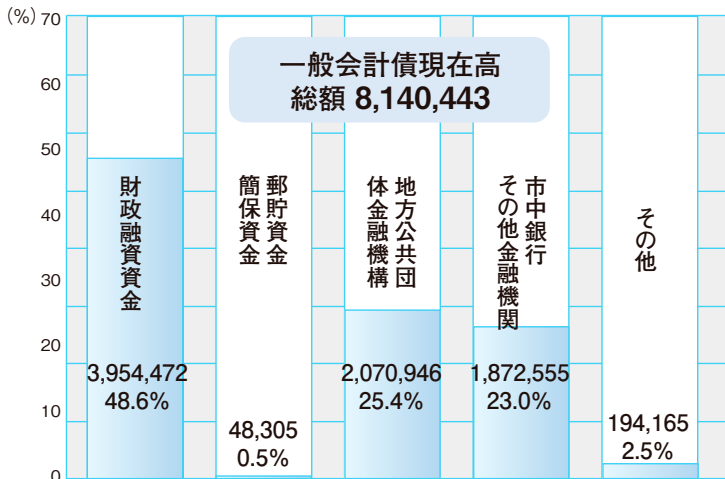 (%)
70
60
50
40
30
20
10
0
一般会計債現在高
総額 8,140,443
財政融資資金
3,954,472
48.6%
郵貯資金
簡保資金
48,305
0.5%
地方公共団
体金融機構
2,070,946
25.4%
市中銀行
その他金融機関
1,872,555
23.0%
その他
194,165
2.5%